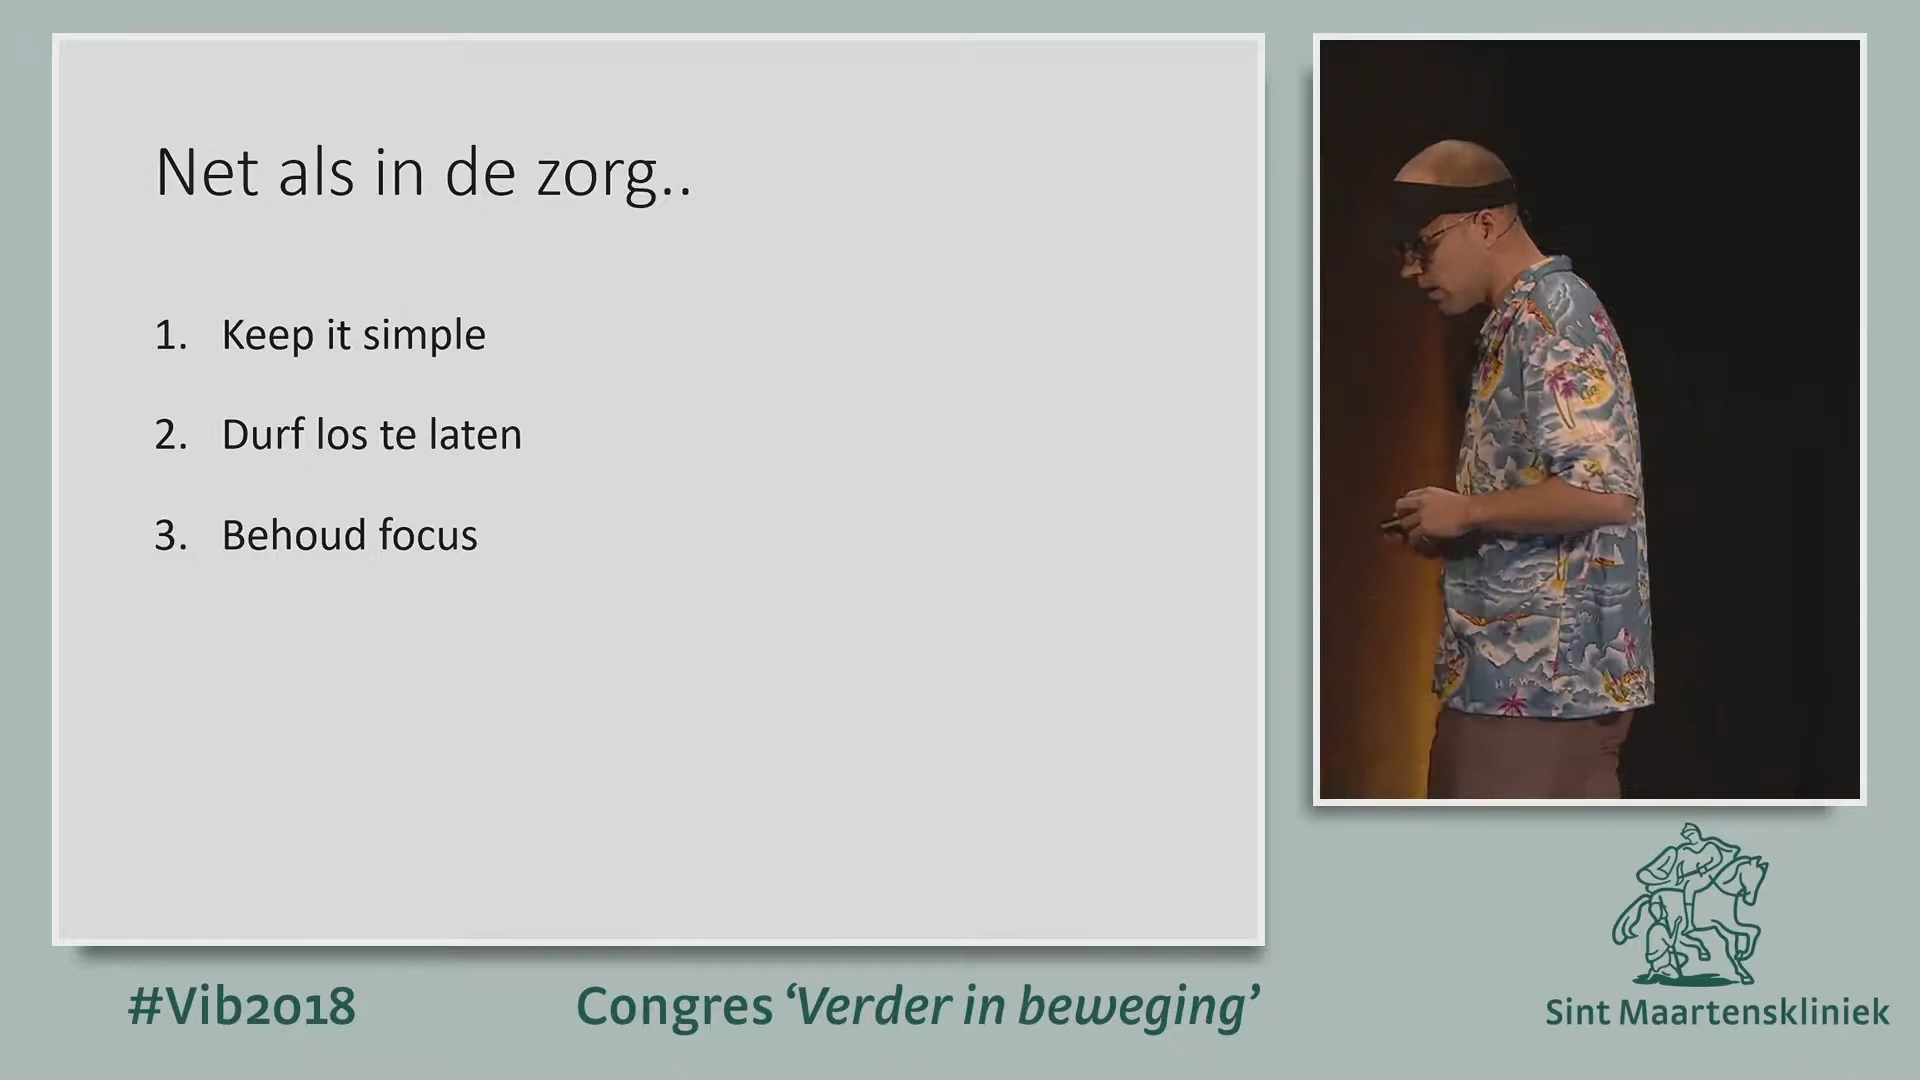 Net als in de zorg..
1. Keep it simple
2. Durf los te laten
3. Behoud focus
#Vib2018
Congres ‘Verder in beweging’
Sint Maartenskliniek